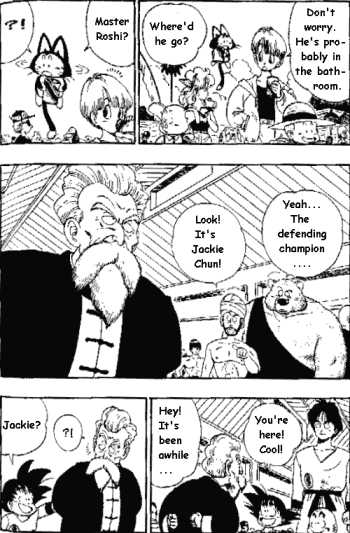 ?!
Master
Roshi?
Where'd
he go?
Don't
worry.
He's pro-
bably in
the bath-
room.
Look!
It's
Jackie
Chun!
Yeah...
The
defending
champion
....
Jackie?
?!
Hey!
It's
been
awhile
...
You're
here!
Cool!